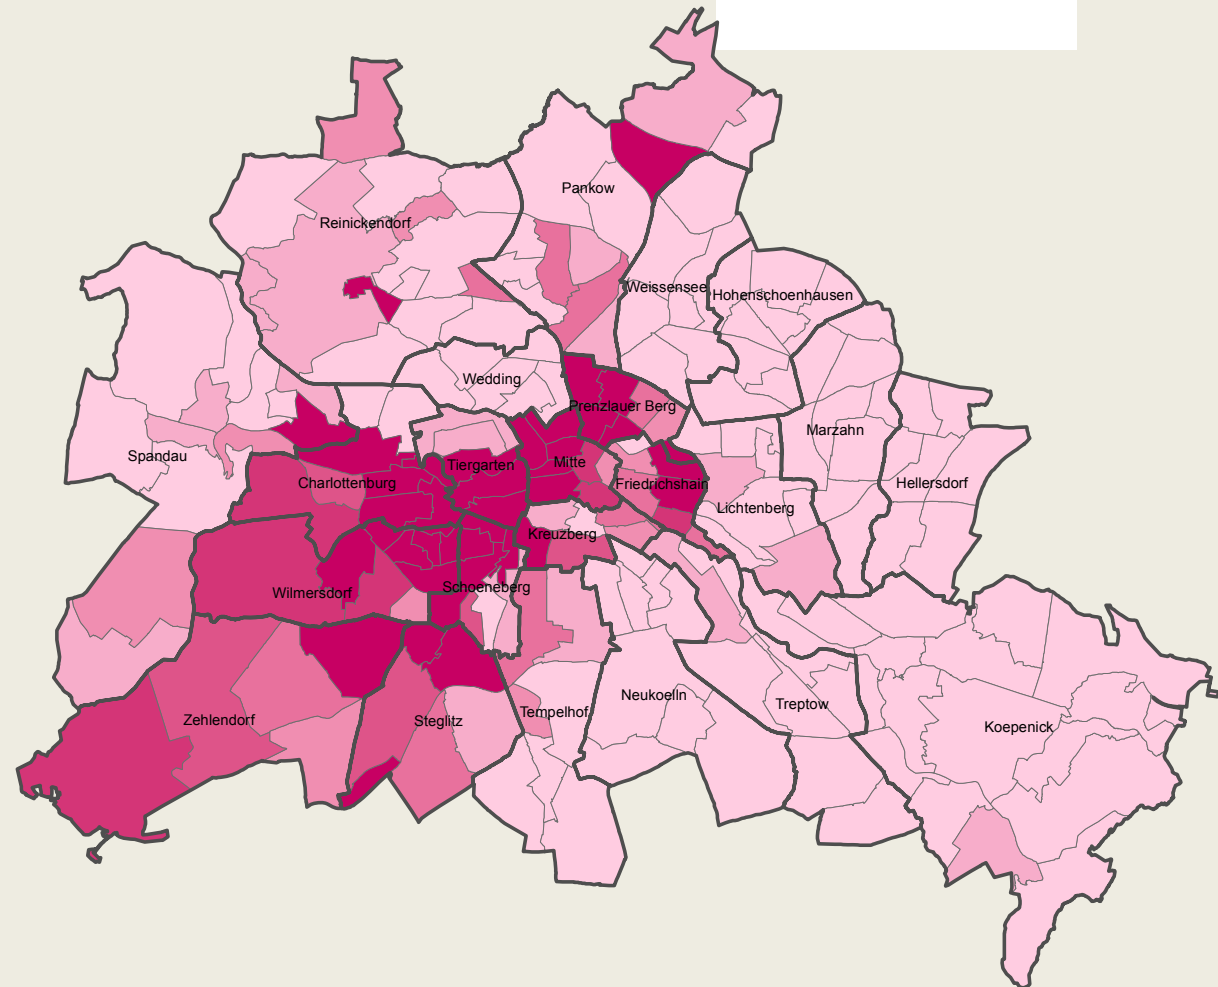 Pankow
Reinickendorf
Weissensee
Hohenschoenhausen
Wedding
Prenzlauer Berg
Marzahn
Spandau
Tiergarten
Mitte
Charlottenburg
Friedrichshain
Hellersdorf
Lichtenberg
Kreuzberg
Schoeneberg
Wilmersdorf
Neukoelln
Treptow
Zehlendorf
Steglitz
Tempelhof
Koepenick